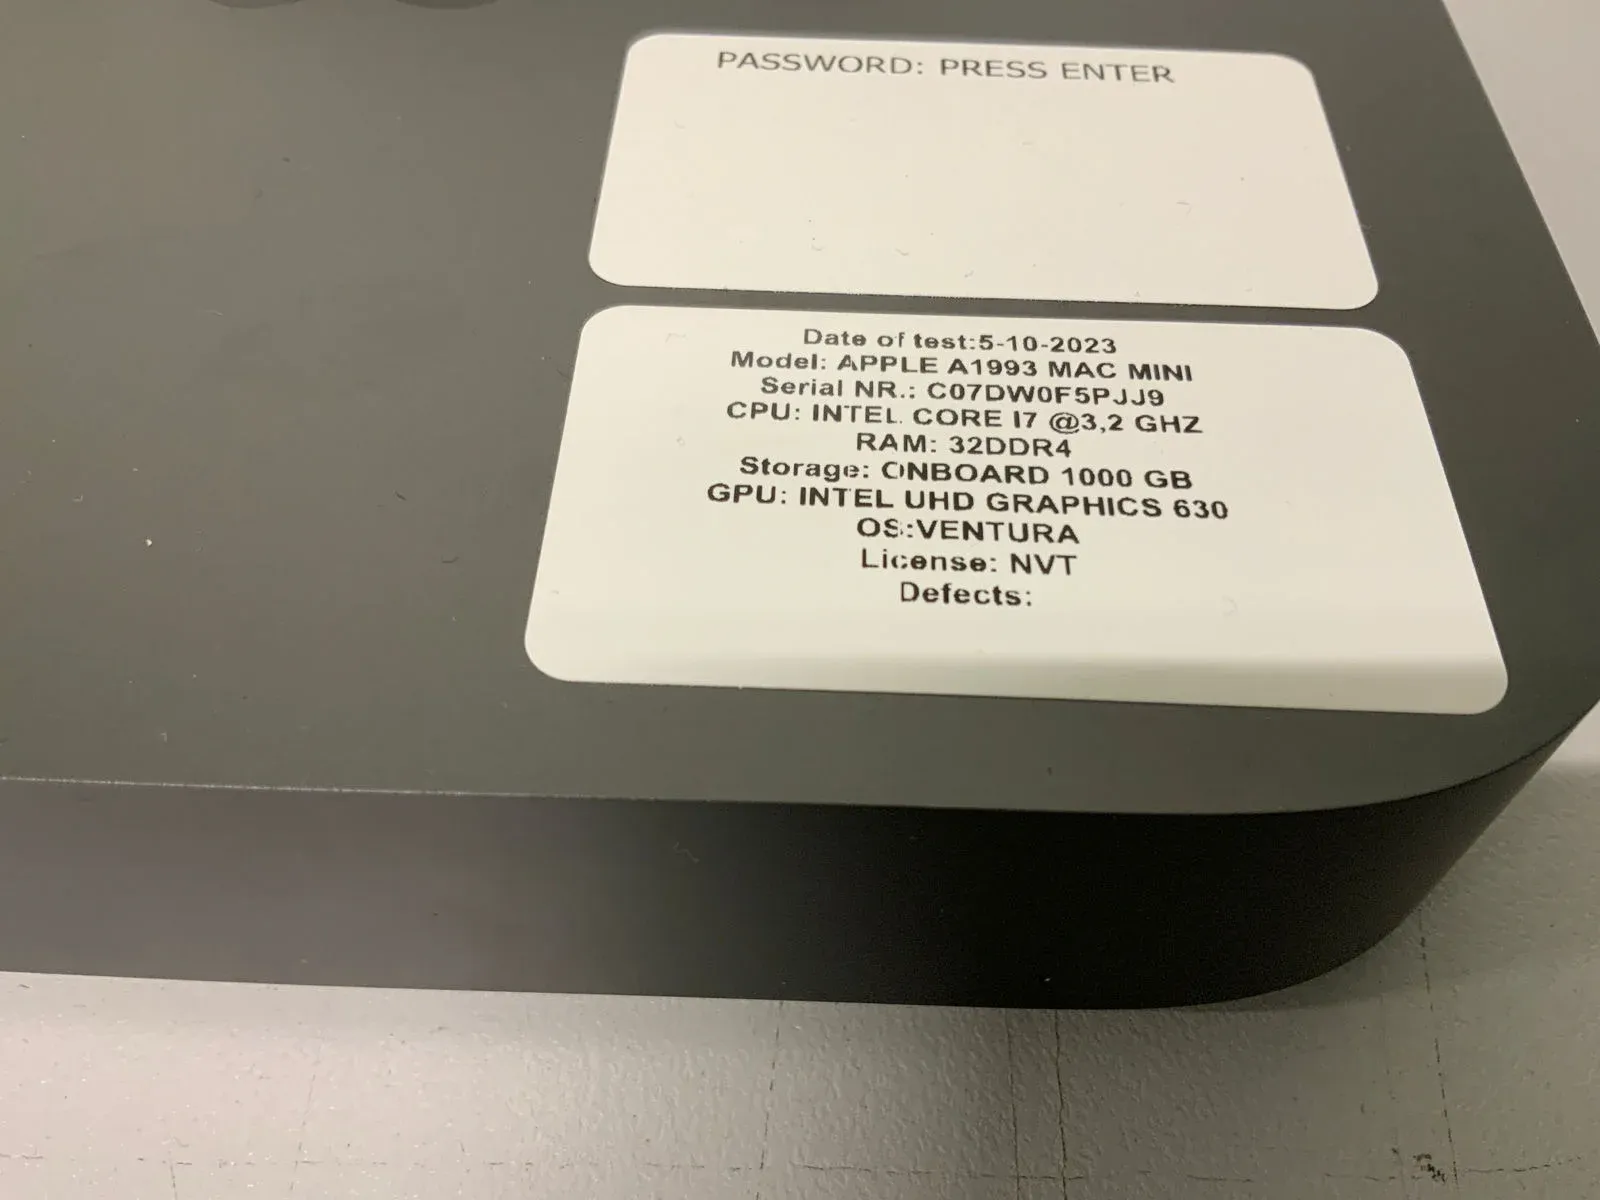 PASSWORD: PRESS ENTER
Date of test:5-10-2023
Model: APPLE A1993 MAC MINI
Serial NR.: C07DW0F5PJJ9
CPU: INTEL CORE I7 @3,2 GHZ
RAM: 32DDR4
Storage: ONBOARD 1000 GB
GPU: INTEL UHD GRAPHICS 630
OS:VENTURA
License: NVT
Defects: